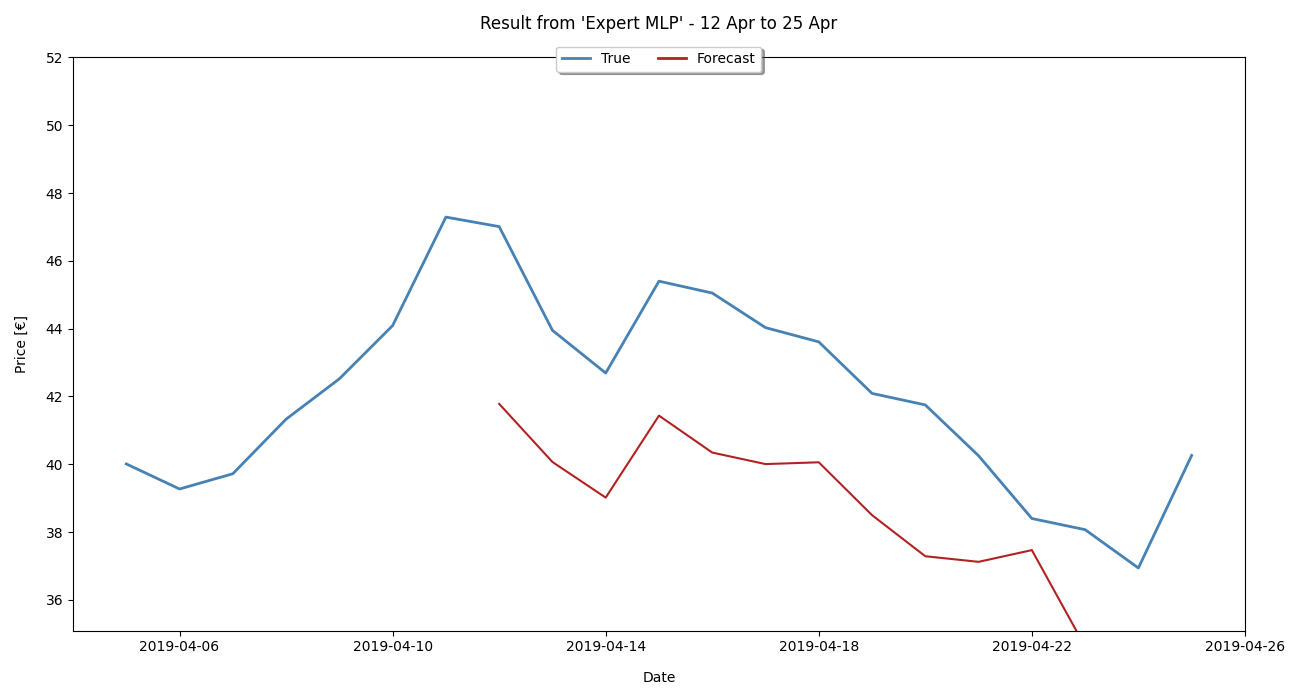 Result from 'Expert MLP' - 12 Apr to 25 Apr
True Forecast
52
50
48
46
44
42
40
38
36
Price [€]
2019-04-06 2019-04-10 2019-04-14 2019-04-18 2019-04-22 2019-04-26
Date